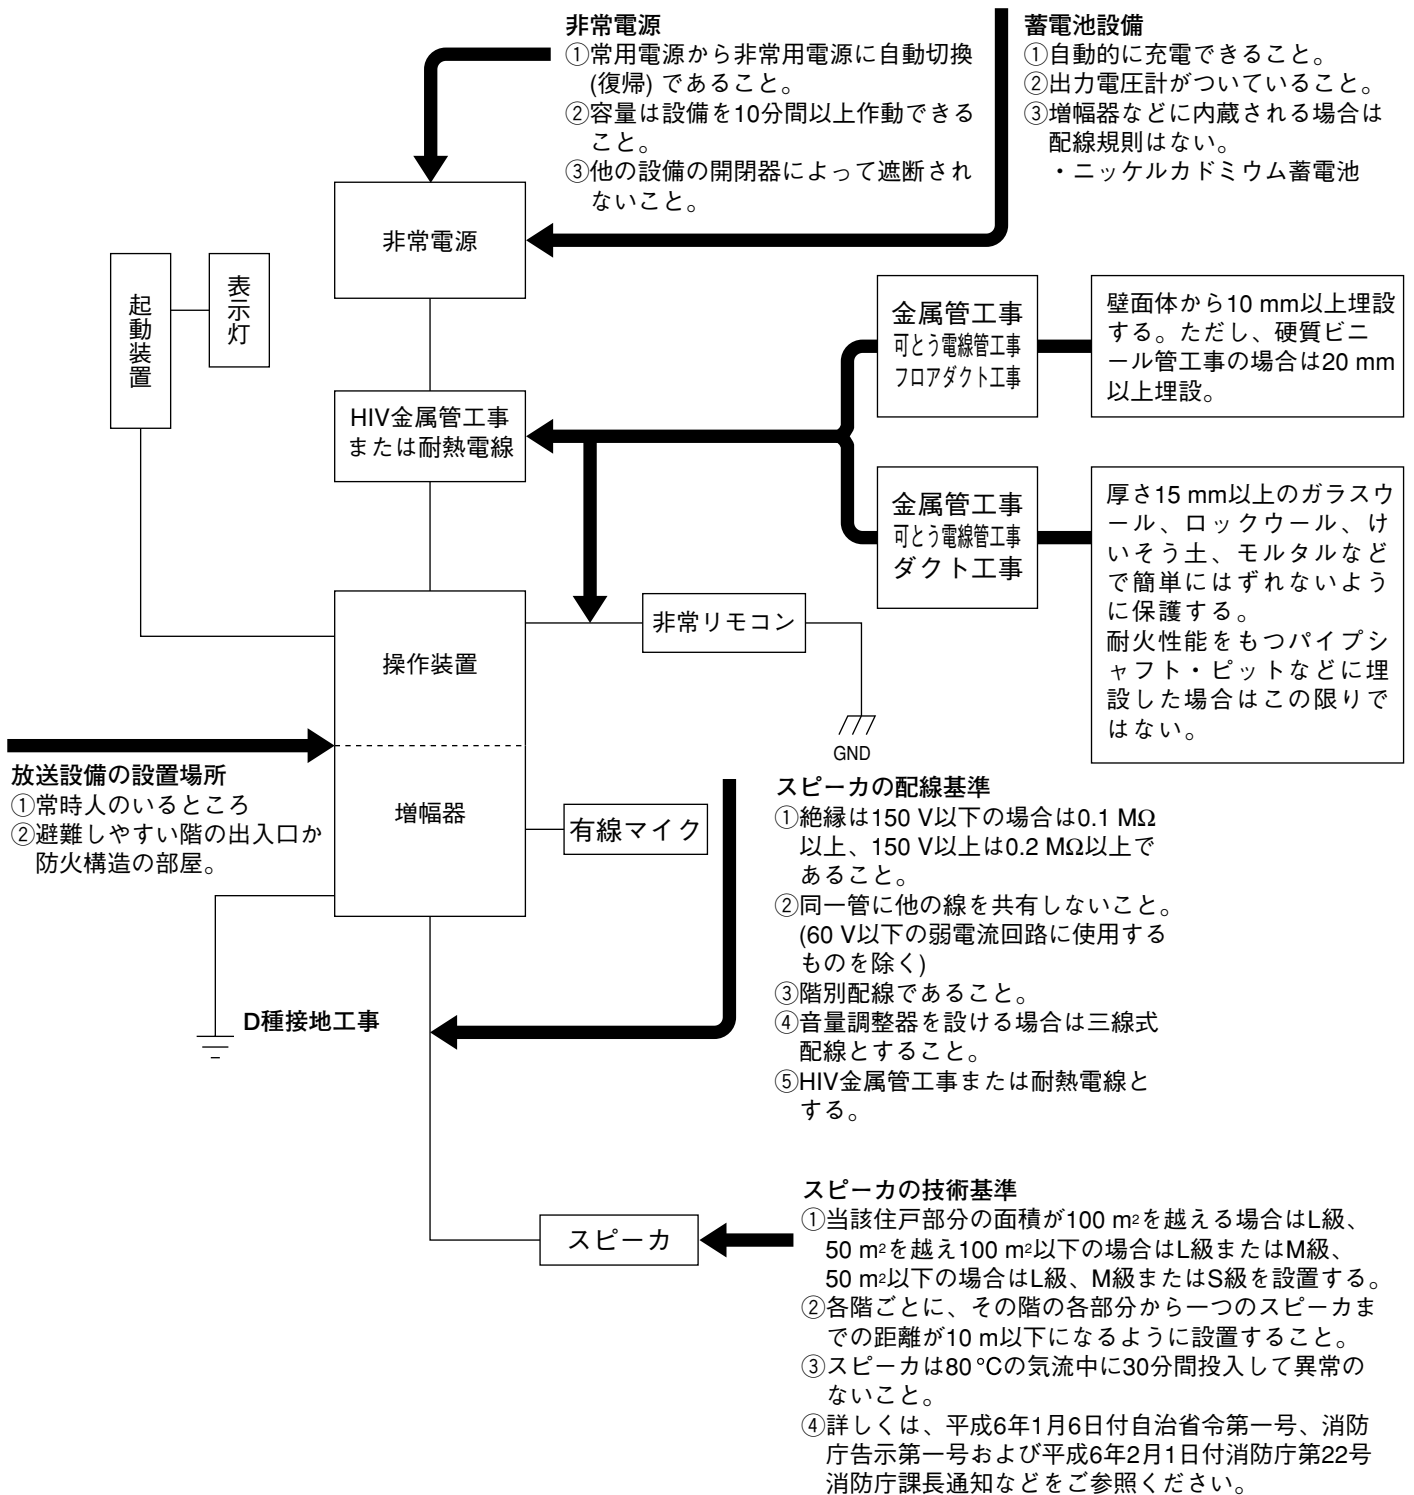 非常電源
①常用電源から非常用電源に自動切換
(復帰) であること。
②容量は設備を10分間以上作動できる
こと。
③他の設備の開閉器によって遮断され
ないこと。
蓄電池設備
①自動的に充電できること。
②出力電圧計がついていること。
③増幅器などに内蔵される場合は
配線規則はない。
・ニッケルカドミウム蓄電池
非常電源
起動装置
表示灯
金属管工事
可とう電線管工事
フロアダクト工事
壁面体から10 mm以上埋設
する。ただし、硬質ビニ
ール管工事の場合は20 mm
以上埋設。
HIV金属管工事
または耐熱電線
金属管工事
可とう電線管工事
ダクト工事
厚さ15 mm以上のガラスウ
ール、ロックウール、け
いそう土、モルタルなど
で簡単にはずれないよう
に保護する。
耐火性能をもつパイプシ
ャフト・ピットなどに埋
設した場合はこの限りで
はない。
非常リモコン
操作装置
GND
放送設備の設置場所
①常時人のいるところ
②避難しやすい階の出入口か
防火構造の部屋。
増幅器
有線マイク
スピーカの配線基準
①絶縁は150 V以下の場合は0.1 MΩ
以上、150 V以上は0.2 MΩ以上で
あること。
②同一管に他の線を共有しないこと。
(60 V以下の弱電流回路に使用する
ものを除く)
③階別配線であること。
④音量調整器を設ける場合は三線式
配線とすること。
⑤HIV金属管工事または耐熱電線と
する。
D種接地工事
スピーカ
スピーカの技術基準
①当該住戸部分の面積が100 m²を越える場合はL級、
50 m²を越え100 m²以下の場合はL級またはM級、
50 m²以下の場合はL級、M級またはS級を設置する。
②各階ごとに、その階の各部分から一つのスピーカま
での距離が10 m以下になるように設置すること。
③スピーカは80 °Cの気流中に30分間投入して異常の
ないこと。
④詳しくは、平成6年1月6日付自治省令第一号、消防
庁告示第一号および平成6年2月1日付消防庁第22号
消防庁課長通知などをご参照ください。